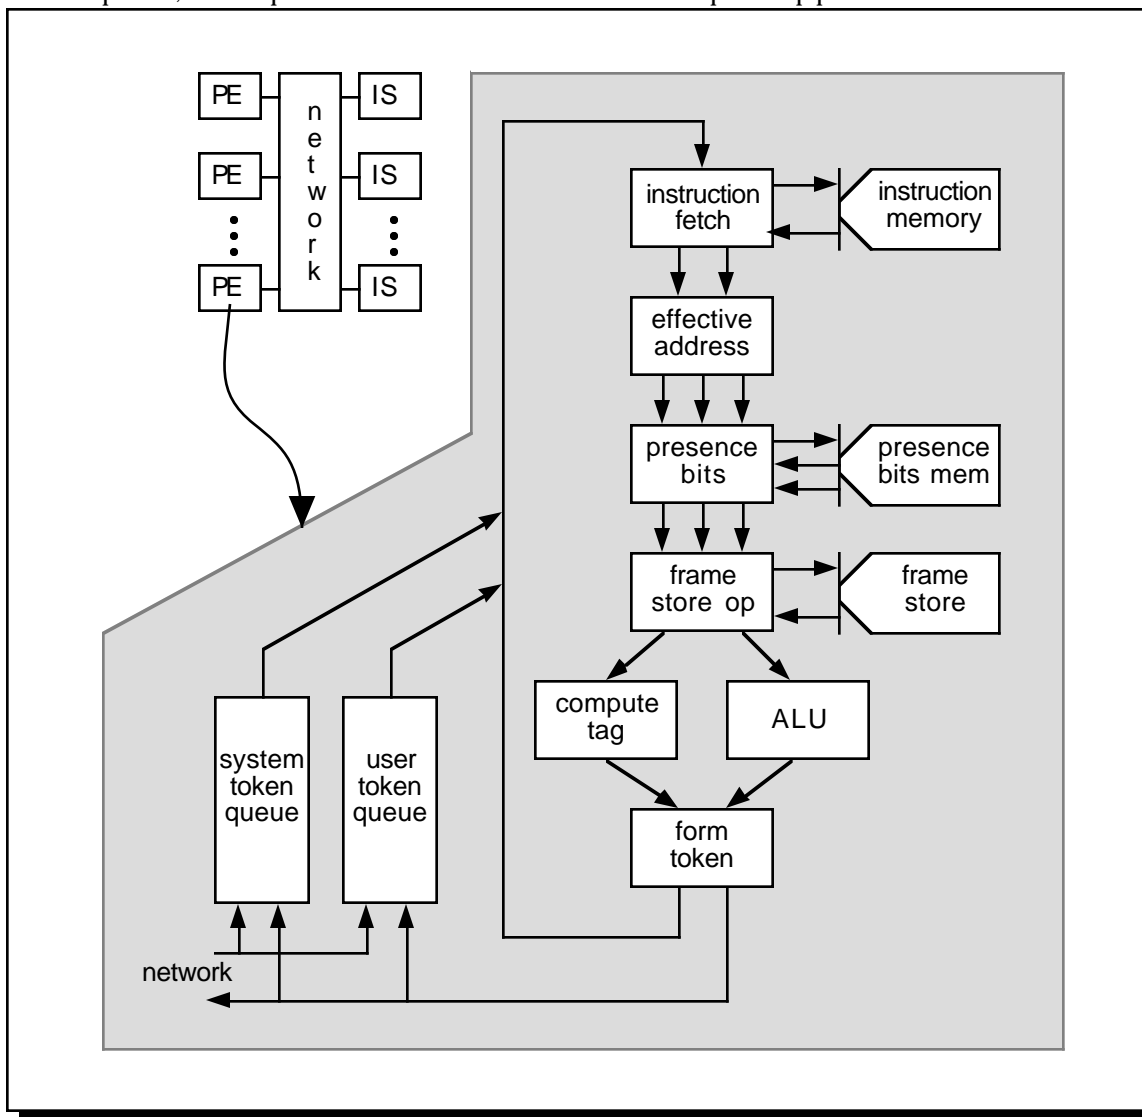 PE
IS
PE
IS
PE
IS
n
e
t
w
o
r
k
instruction
fetch
instruction
memory
effective
address
presence
bits
presence
bits mem
frame
store op
frame
store
compute
tag
ALU
system
token
queue
user
token
queue
form
token
network